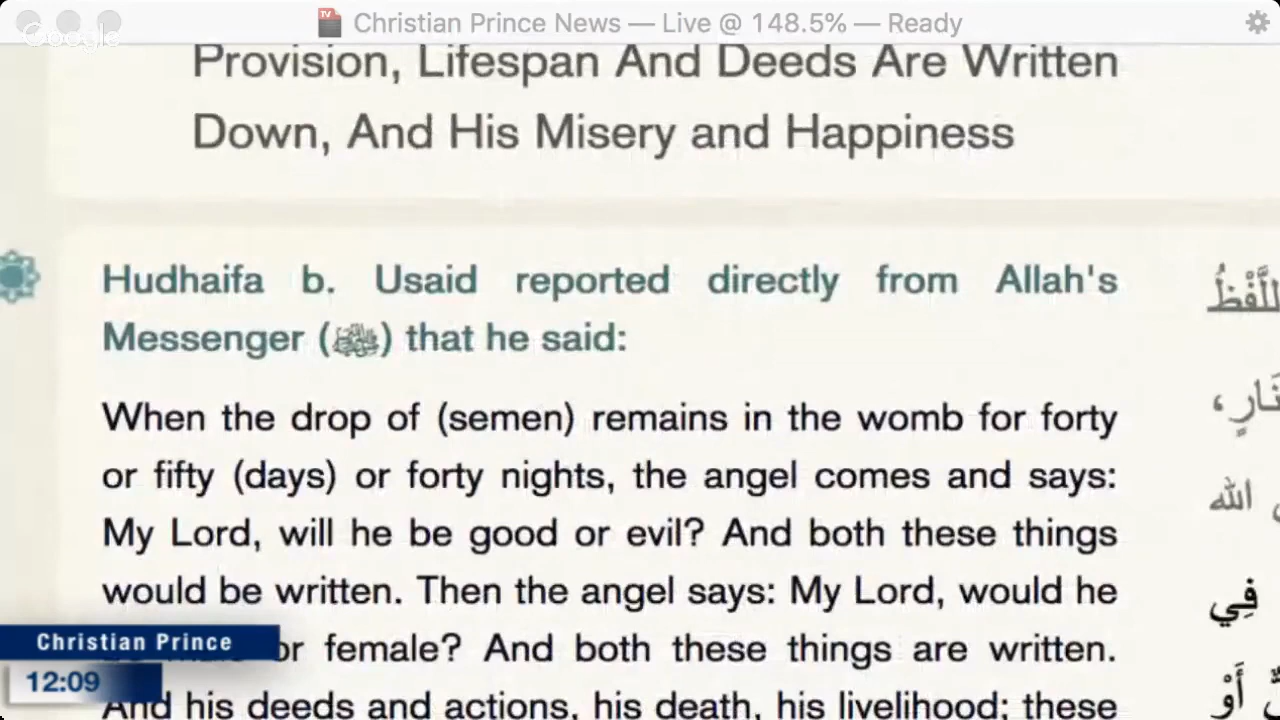 Christian Prince News — Live @ 148.5% — Ready
Google
Provision, Lifespan And Deeds Are Written
Down, And His Misery and Happiness
Hudhaifa b. Usaid reported directly from Allah's
Messenger (ﷺ) that he said:
When the drop of (semen) remains in the womb for forty
or fifty (days) or forty nights, the angel comes and says:
My Lord, will he be good or evil? And both these things
would be written. Then the angel says: My Lord, would he
or female? And both these things are written.
And his deeds and actions, his death, his livelihood; these
اللَّفْظُ
نَارٍ،
الله
فِي
أَوْ
Christian Prince
12:09